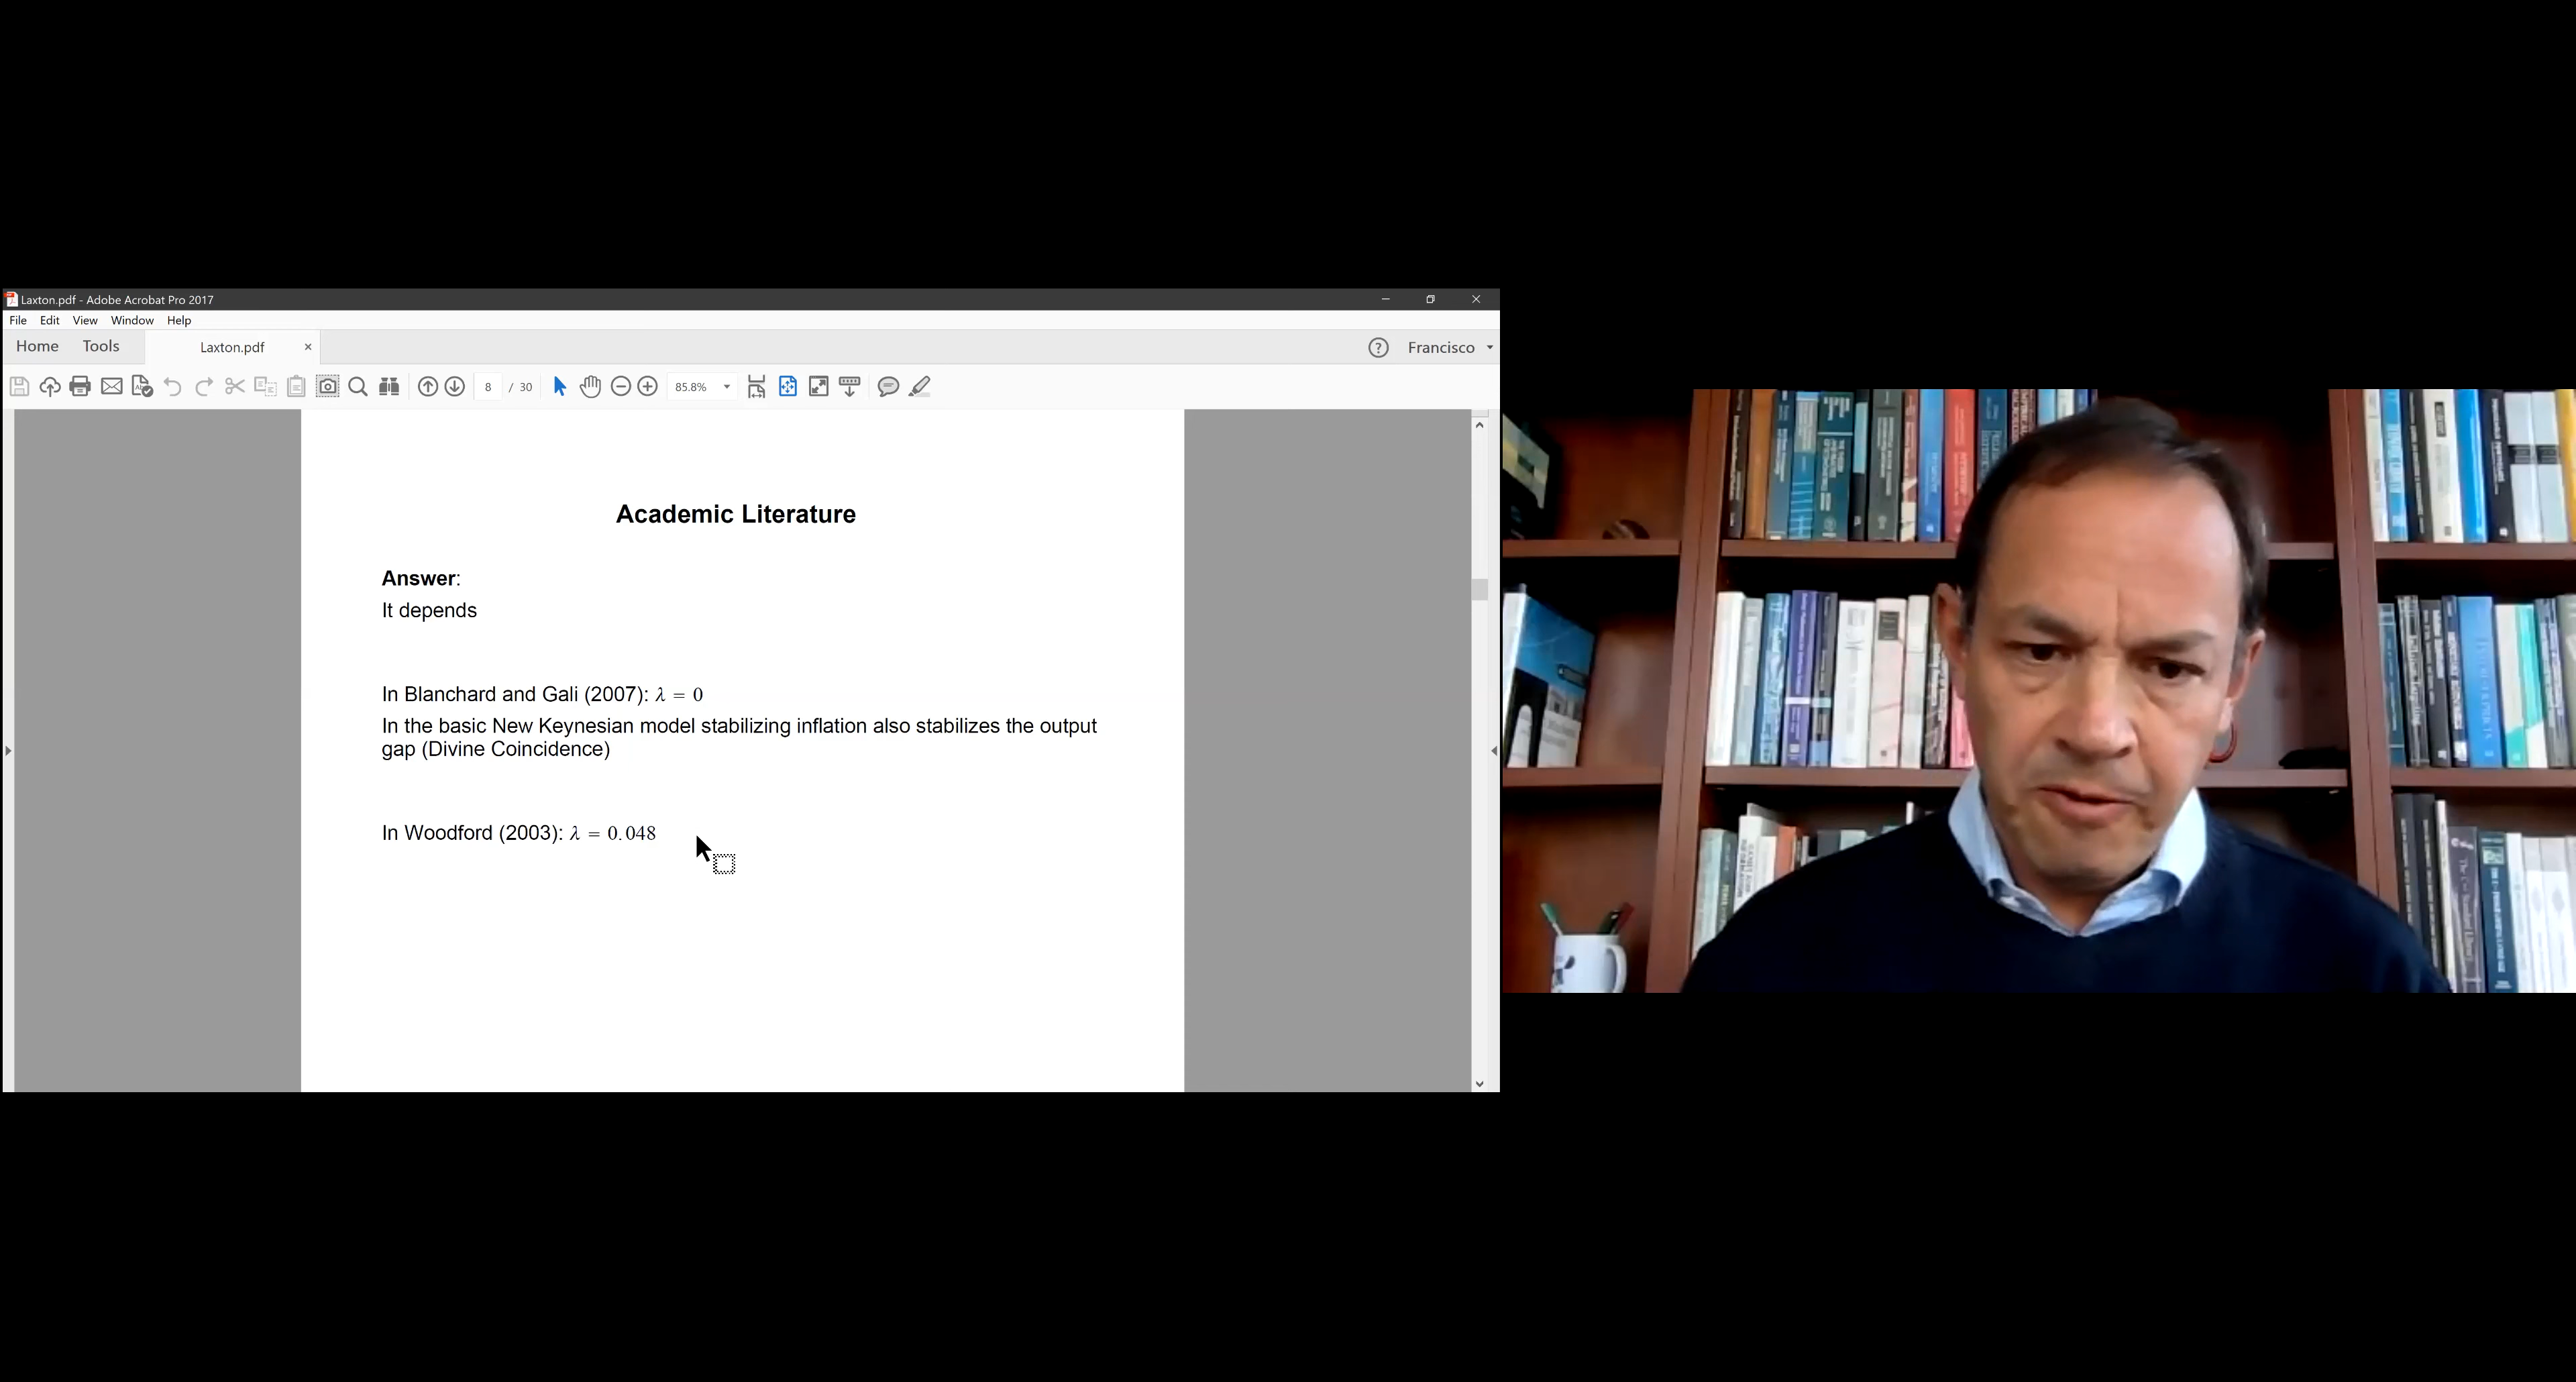 Laxton.pdf - Adobe Acrobat Pro 2017
File Edit View Window Help
Home Tools Laxton.pdf Francisco
8 / 30 85.8%
Academic Literature
Answer:
It depends
In Blanchard and Gali (2007): λ = 0
In the basic New Keynesian model stabilizing inflation also stabilizes the output
gap (Divine Coincidence)
In Woodford (2003): λ = 0.048